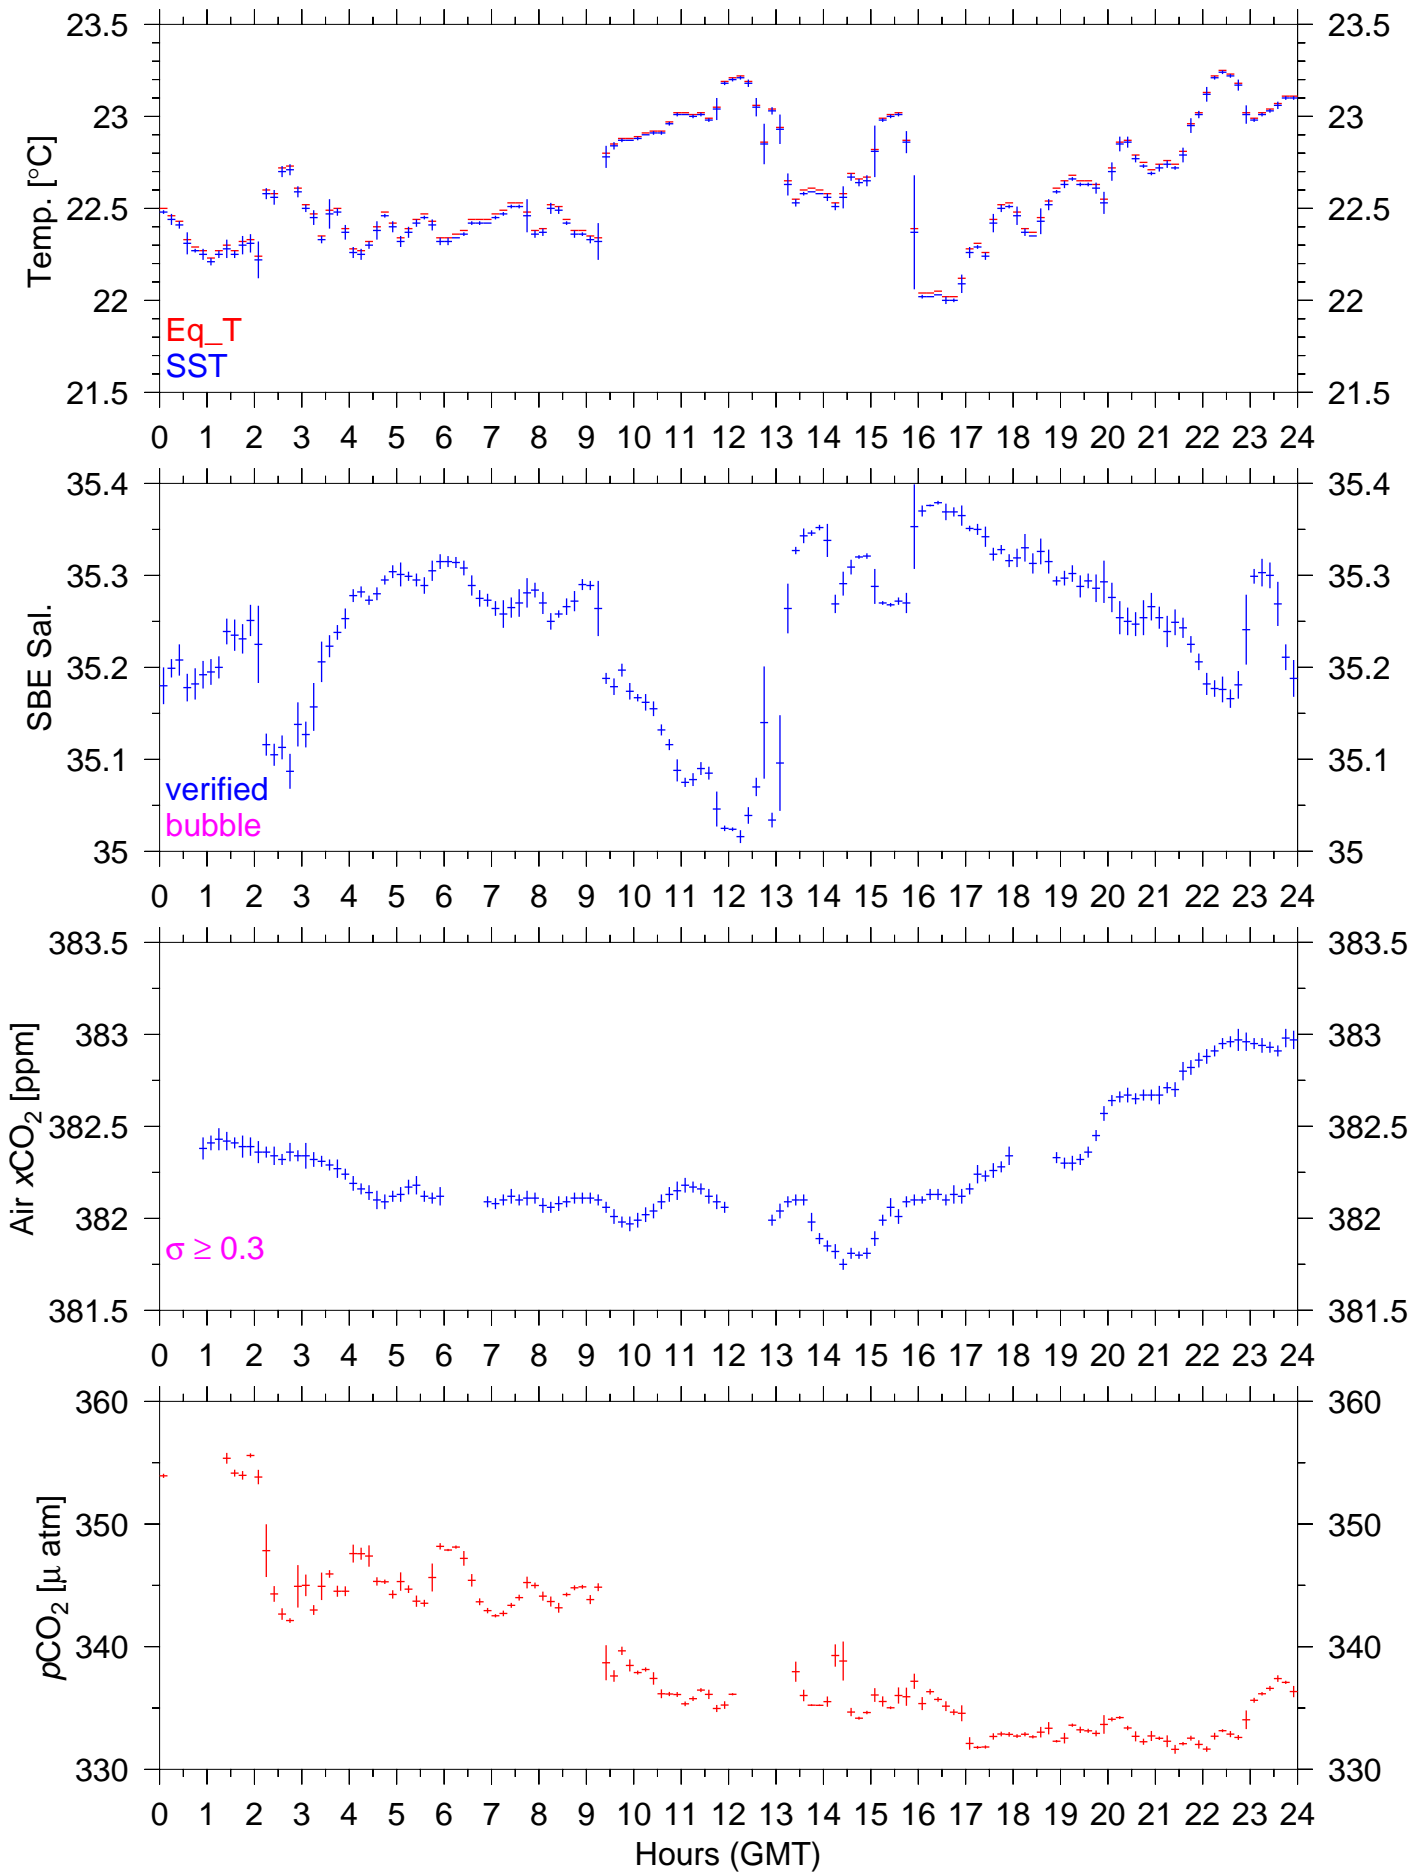 23.5 23.5
23 23
22.5 22.5
22 22
21.5 21.5
Temp. [°C]
Eq_T
SST
0 1 2 3 4 5 6 7 8 9 10 11 12 13 14 15 16 17 18 19 20 21 22 23 24
35.4 35.4
35.3 35.3
35.2 35.2
35.1 35.1
35 35
SBE Sal.
verified
bubble
0 1 2 3 4 5 6 7 8 9 10 11 12 13 14 15 16 17 18 19 20 21 22 23 24
383.5 383.5
383 383
382.5 382.5
382 382
381.5 381.5
Air xCO₂ [ppm]
σ ≥ 0.3
0 1 2 3 4 5 6 7 8 9 10 11 12 13 14 15 16 17 18 19 20 21 22 23 24
360 360
350 350
340 340
330 330
pCO₂ [μ atm]
0 1 2 3 4 5 6 7 8 9 10 11 12 13 14 15 16 17 18 19 20 21 22 23 24
Hours (GMT)